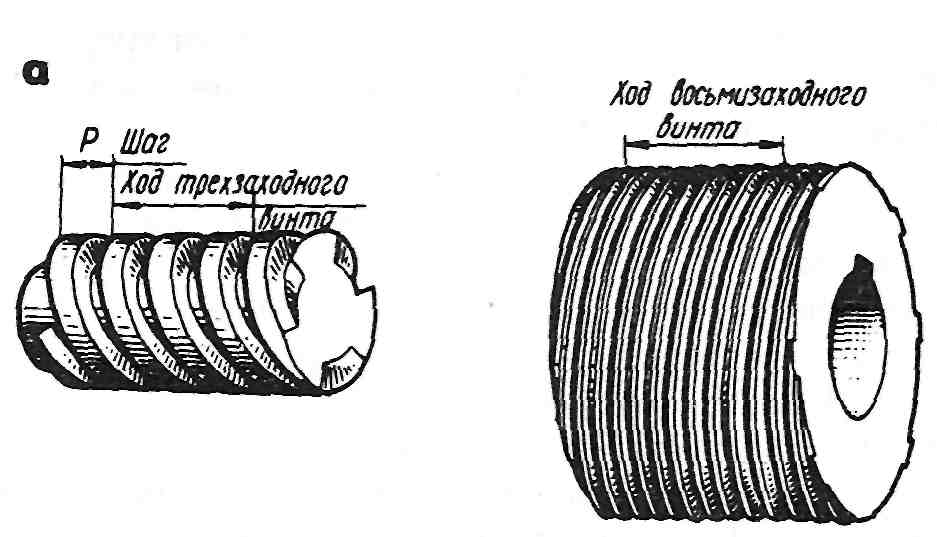 а
P Шаг
Ход трехзаходного
винта
Ход восьмизаходного
винта